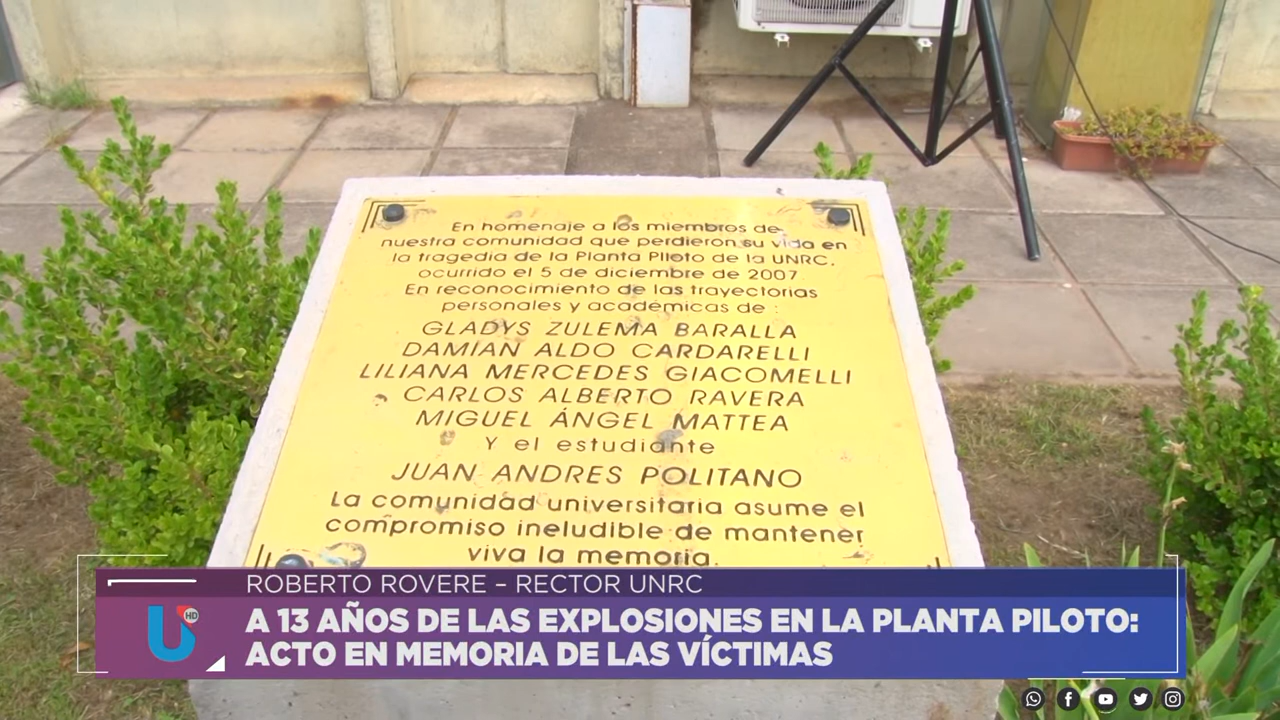 En homenaje a los miembros de
nuestra comunidad que perdieron su vida en
la tragedia de la Planta Piloto de la UNRC,
ocurrido el 5 de diciembre de 2007.
En reconocimiento de las trayectorias
personales y académicas de :
GLADYS ZULEMA BARALLA
DAMIAN ALDO CARDARELLI
LILIANA MERCEDES GIACOMELLI
CARLOS ALBERTO RAVERA
MIGUEL ÁNGEL MATTEA
Y el estudiante
JUAN ANDRES POLITANO
La comunidad universitaria asume el
compromiso ineludible de mantener
viva la memoria.
ROBERTO ROVERE – RECTOR UNRC
A 13 AÑOS DE LAS EXPLOSIONES EN LA PLANTA PILOTO:
ACTO EN MEMORIA DE LAS VÍCTIMAS
U HD